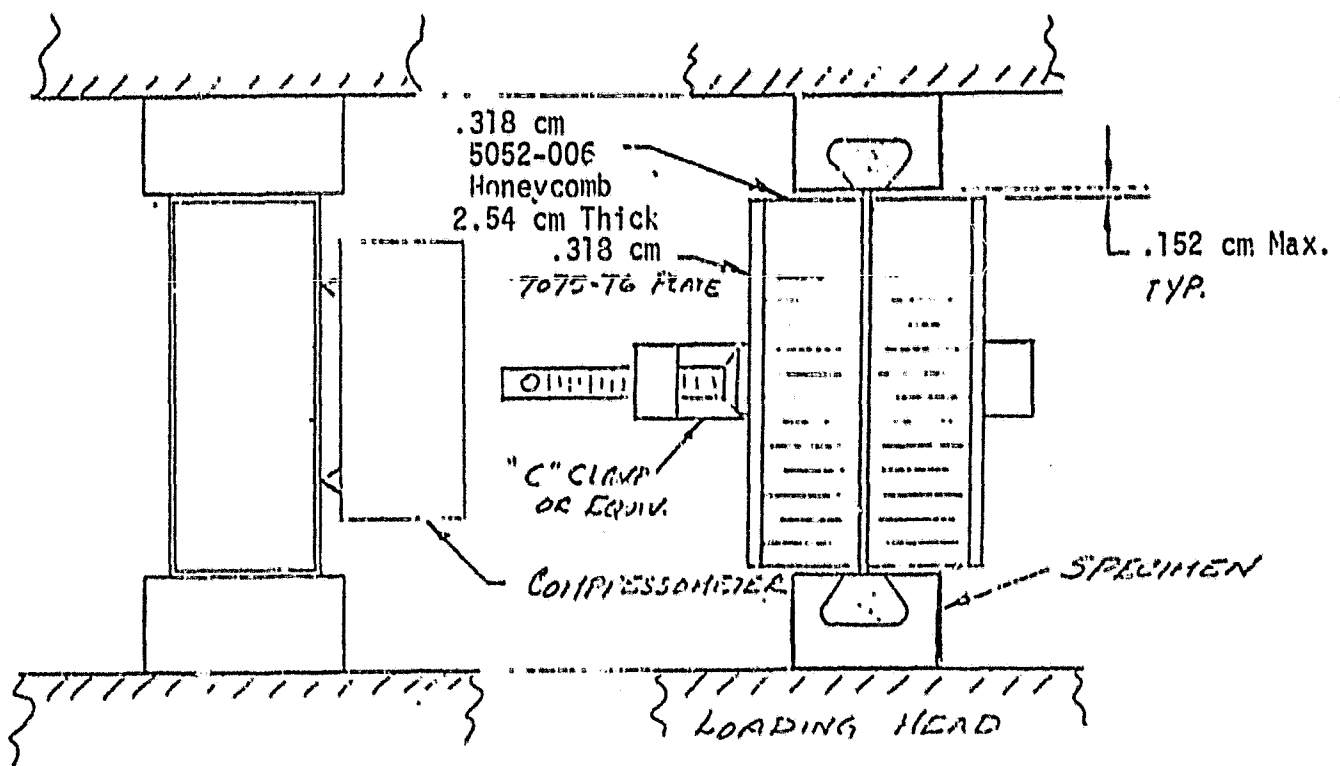 .318 cm
5052-006
Honeycomb
2.54 cm Thick
.318 cm
7075-T6 PLATE
.152 cm Max.
TYP.
"C" CLAMP
OR EQUIV.
COMPRESSOMETER
SPECIMEN
LOADING HEAD